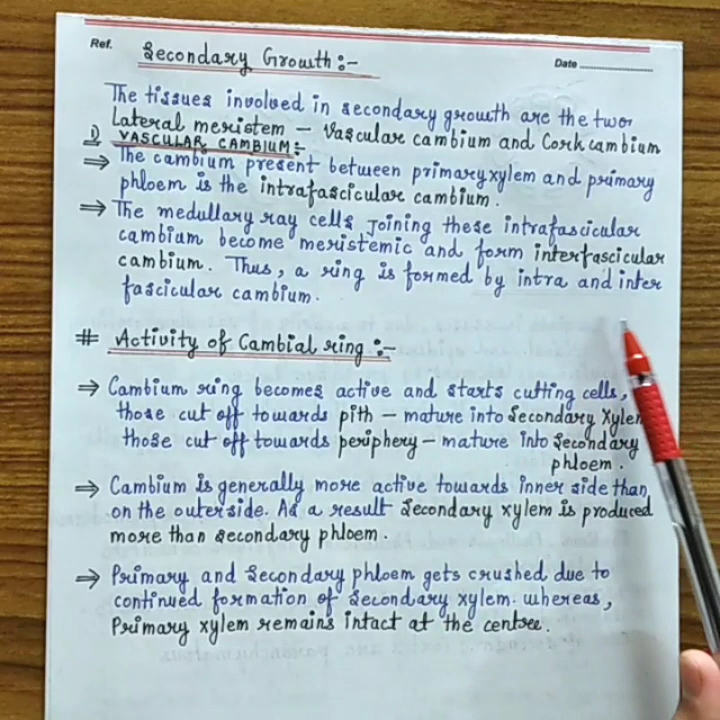 Ref.
Secondary Growth :-
Date
The tissues involved in secondary growth are the two
Lateral meristem - Vascular cambium and Cork cambium
1) VASCULAR CAMBIUM:-
⇒ The cambium present between primary xylem and primary
phloem is the intrafascicular cambium.
⇒ The medullary ray cells Joining these intrafascicular
cambium become meristemic and form interfascicular
cambium. Thus, a ring is formed by intra and inter
fascicular cambium.
# Activity of Cambial ring :-
→ Cambium ring becomes active and starts cutting cells,
those cut off towards pith - mature into Secondary Xylem
those cut off towards periphery - mature into Secondary
phloem.
⇒ Cambium is generally more active towards inner side than
on the outerside. As a result Secondary xylem is produced
more than secondary phloem.
⇒ Primary and Secondary phloem gets crushed due to
continued formation of Secondary xylem. whereas,
Primary xylem remains intact at the centre.